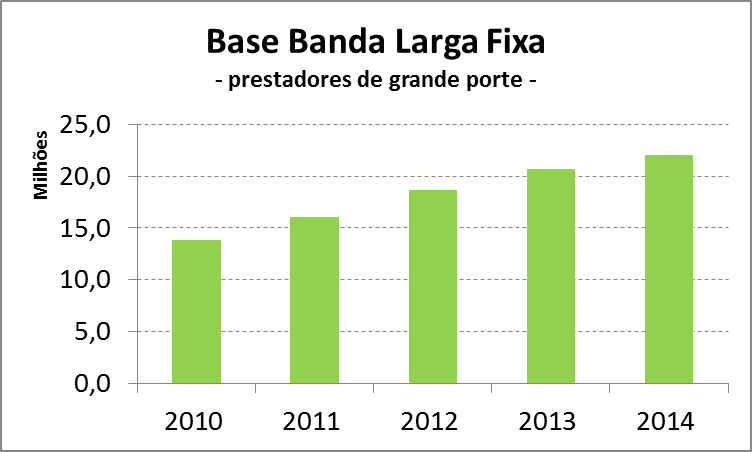 Base Banda Larga Fixa
- prestadores de grande porte -
Milhões
25,0
20,0
15,0
10,0
5,0
0,0
2010 2011 2012 2013 2014